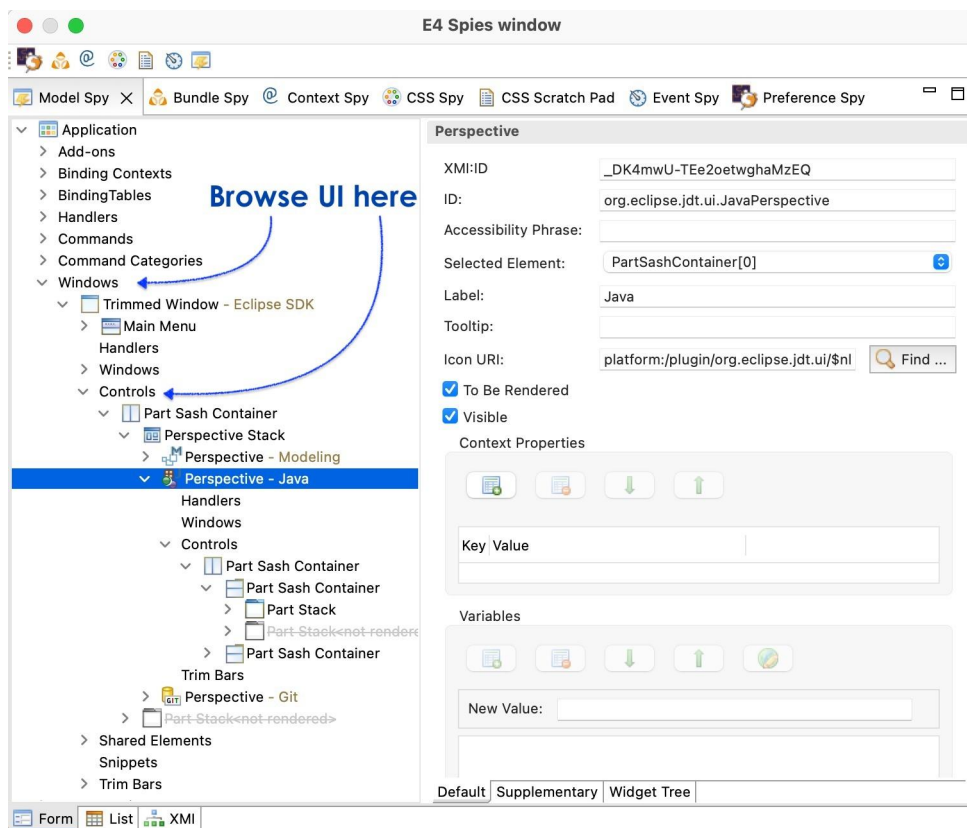 E4 Spies window
Model Spy
Bundle Spy
Context Spy
CSS Spy
CSS Scratch Pad
Event Spy
Preference Spy
Application
Add-ons
Binding Contexts
BindingTables
Handlers
Commands
Command Categories
Windows
Trimmed Window - Eclipse SDK
Main Menu
Handlers
Windows
Controls
Part Sash Container
Perspective Stack
Perspective - Modeling
Perspective - Java
Handlers
Windows
Controls
Part Sash Container
Part Sash Container
Part Stack
Part Stack<not rendere
Part Sash Container
Trim Bars
GIT
Perspective - Git
Part Stack<not rendered>
Shared Elements
Snippets
Trim Bars
Browse UI here
Perspective
XMI:ID
_DK4mwU-TEe2oetwghaMzEQ
ID:
org.eclipse.jdt.ui.JavaPerspective
Accessibility Phrase:
Selected Element:
PartSashContainer[0]
Label:
Java
Tooltip:
Icon URI:
platform:/plugin/org.eclipse.jdt.ui/$nl
Find ...
To Be Rendered
Visible
Context Properties
Key Value
Variables
New Value:
Default
Supplementary
Widget Tree
Form
List
XMI